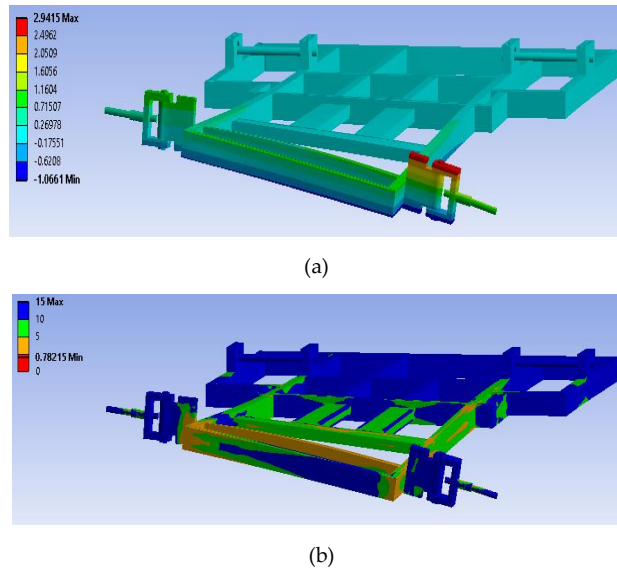 2.9415 Max
2.4962
2.0509
1.6056
1.1604
0.71507
0.26978
-0.17551
-0.6208
-1.0661 Min
(a)
15 Max
10
5
0.78215 Min
0
(b)